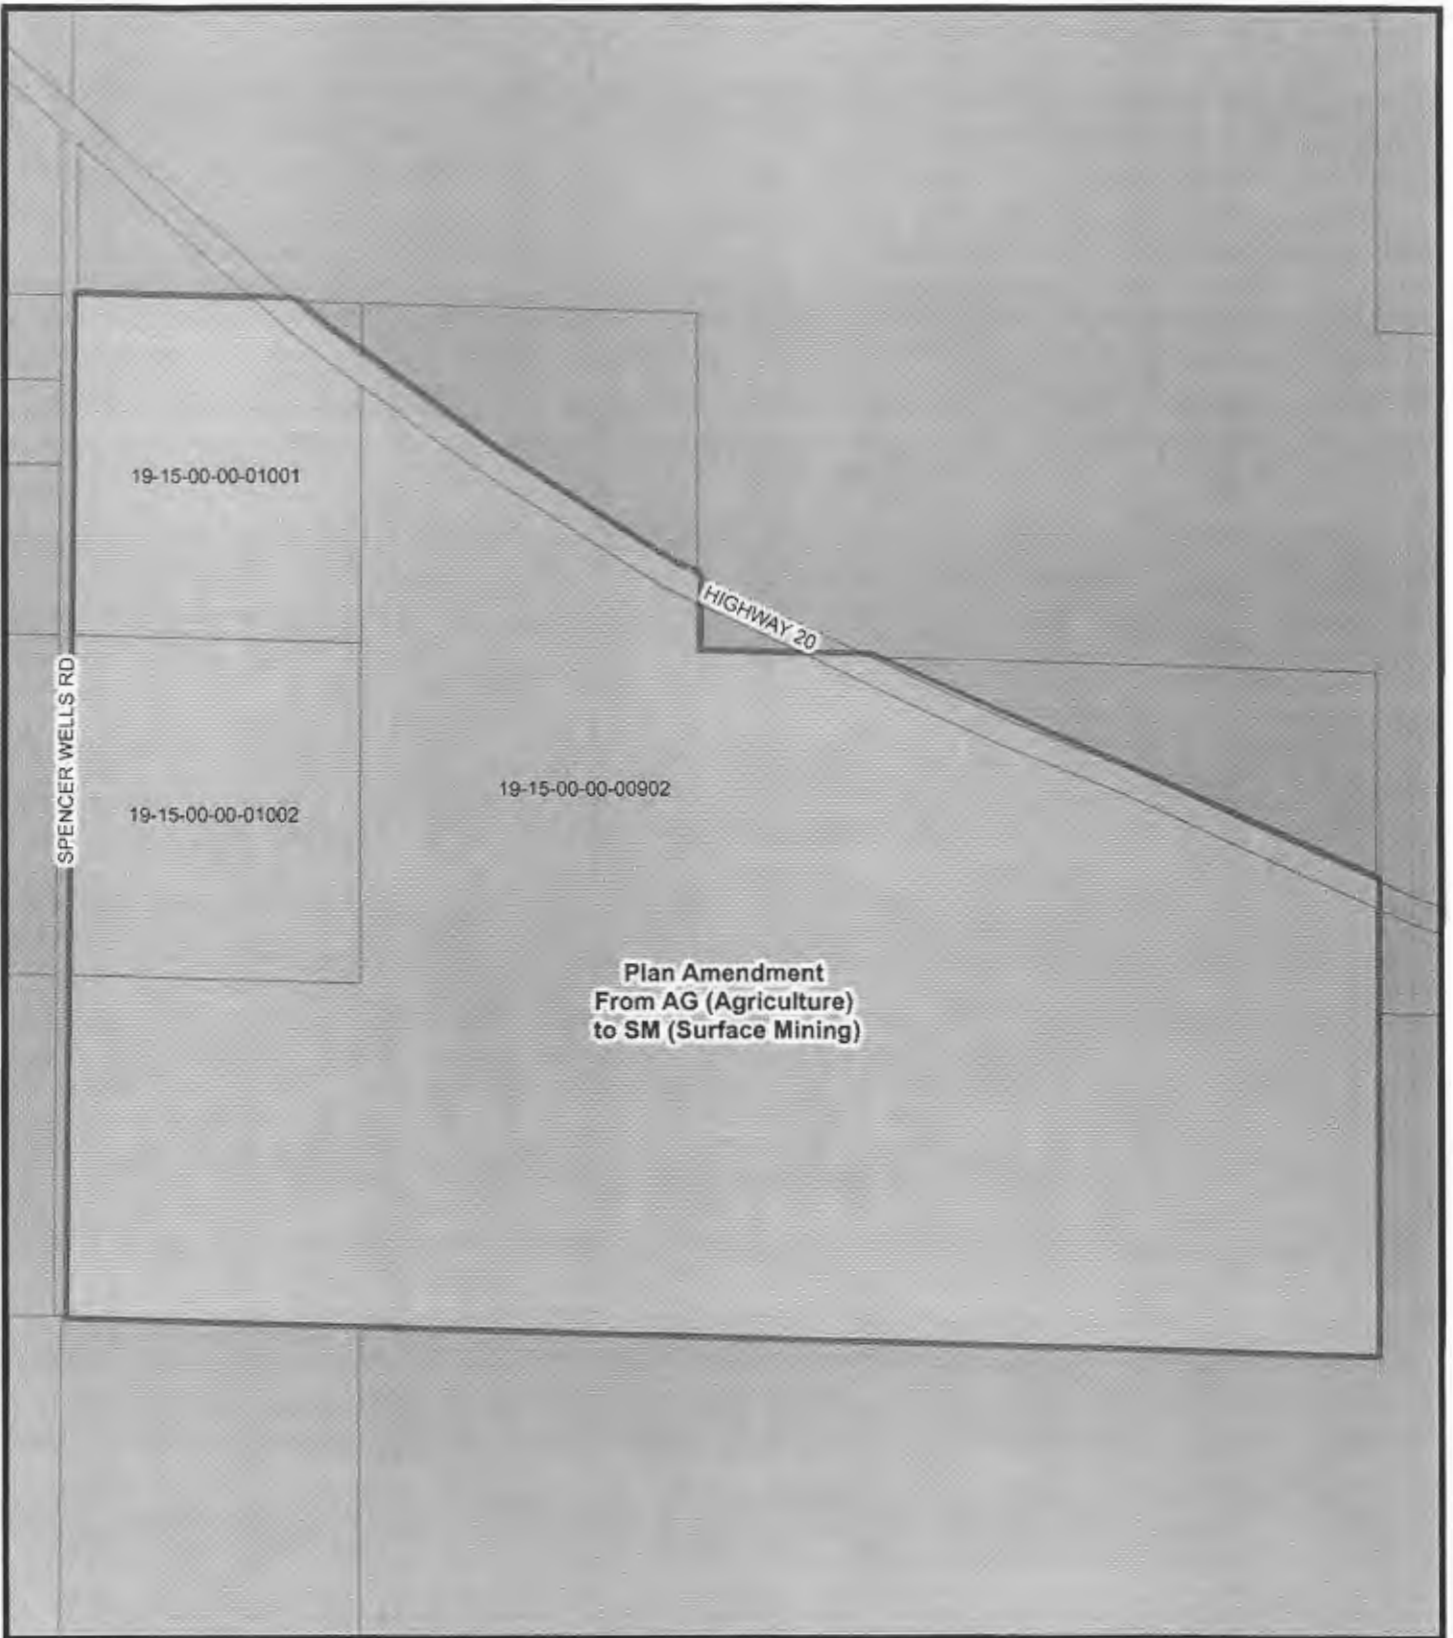 19-15-00-00-01001
HIGHWAY 20
SPENCER WELLS RD
19-15-00-00-00902
19-15-00-00-01002
Plan Amendment
From AG (Agriculture)
to SM (Surface Mining)